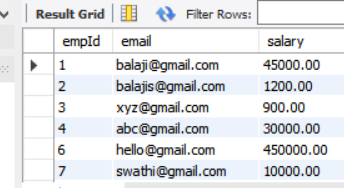 Result Grid Filter Rows:
empId email salary
1 balaji@gmail.com 45000.00
2 balajis@gmail.com 1200.00
3 xyz@gmail.com 900.00
4 abc@gmail.com 30000.00
6 hello@gmail.com 450000.00
7 swathi@gmail.com 10000.00